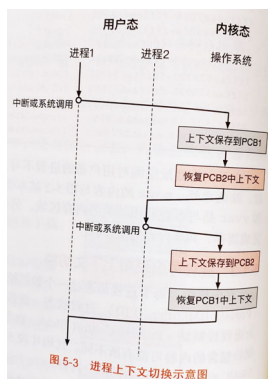 用户态
内核态
进程1
进程2
操作系统
中断或系统调用
上下文保存到PCB1
恢复PCB2中上下文
中断或系统调用
上下文保存到PCB2
恢复PCB1中上下文
图 5-3 进程上下文切换示意图